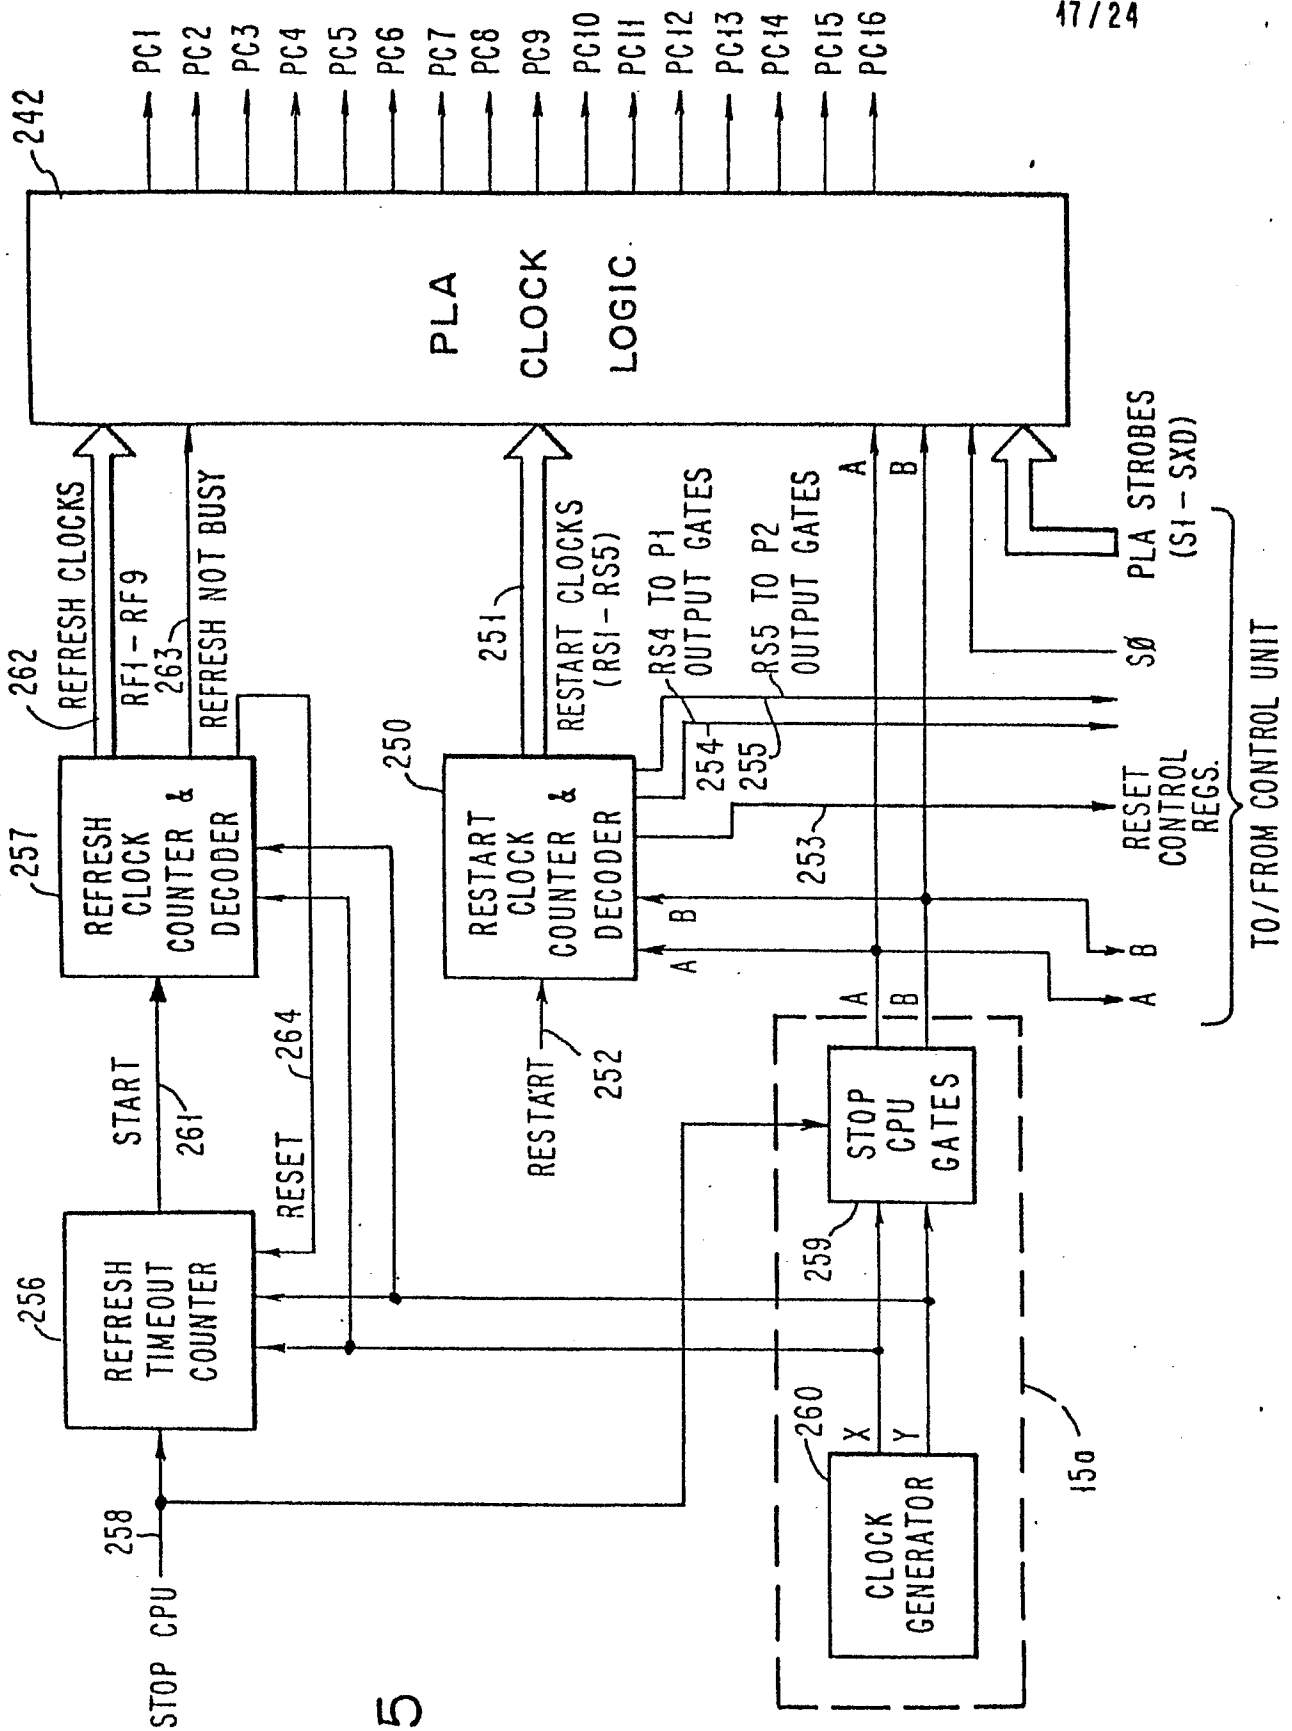 17/24
242
PC1
PC2
PC3
PC4
PC5
PC6
PC7
PC8
PC9
PC10
PC11
PC12
PC13
PC14
PC15
PC16
PLA
CLOCK
LOGIC
262
REFRESH CLOCKS
RF1-RF9
263
REFRESH NOT BUSY
257
REFRESH
CLOCK
COUNTER &
DECODER
START
261
RESET
264
256
REFRESH
TIMEOUT
COUNTER
258
STOP CPU
251
RESTART CLOCKS
(RS1-RS5)
250
RESTART
CLOCK
COUNTER &
DECODER
RESTART
252
RS4 TO P1
OUTPUT GATES
254
RS5 TO P2
OUTPUT GATES
255
253
A
B
A
B
A
B
259
STOP
CPU
GATES
260
X
Y
CLOCK
GENERATOR
15a
A
B
RESET
CONTROL
REGS.
SØ
PLA STROBES
(S1-SXD)
TO/FROM CONTROL UNIT
5